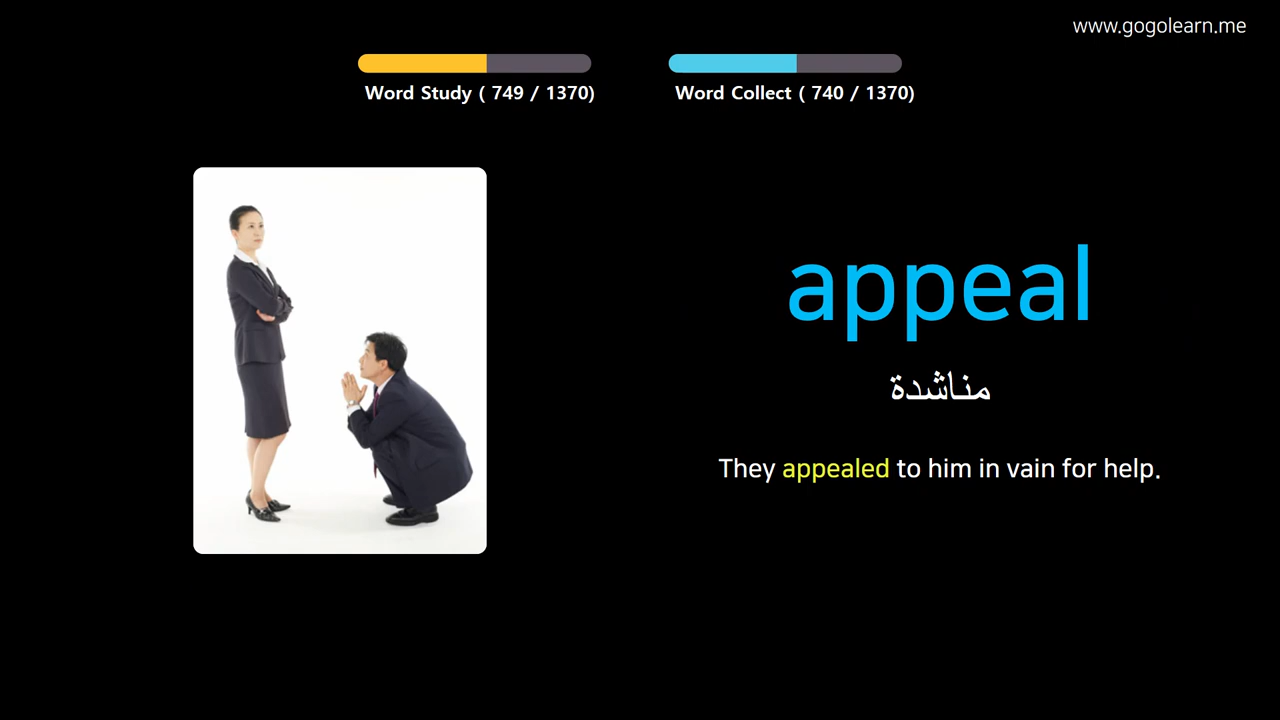 www.gogolearn.me
Word Study ( 749 / 1370)
Word Collect ( 740 / 1370)
appeal
مناشدة
They appealed to him in vain for help.